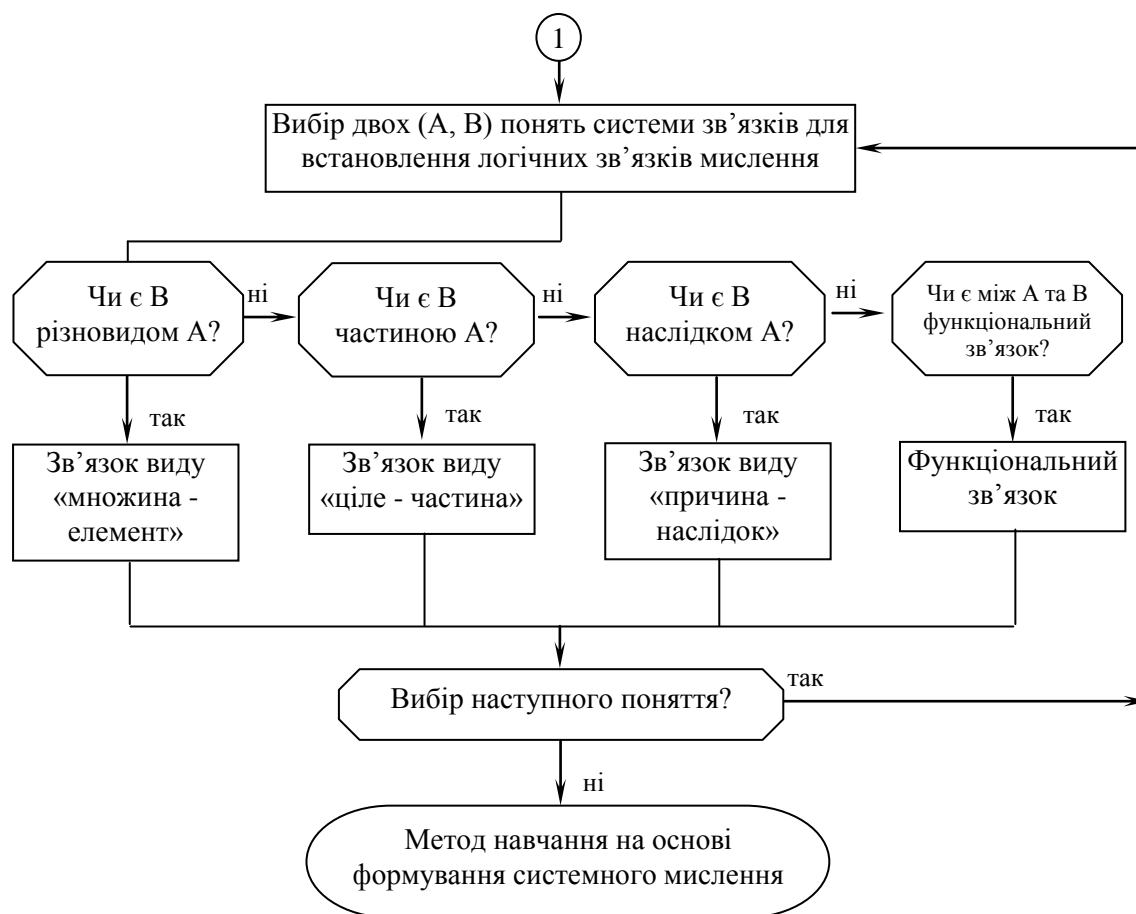 1
Вибір двох (А, В) понять системи зв’язків для
встановлення логічних зв’язків мислення
Чи є В
різновидом А?
ні
Чи є В
частиною А?
ні
Чи є В
наслідком А?
ні
Чи є між А та В
функціональний
зв’язок?
так
так
так
так
Зв’язок виду
«множина -
елемент»
Зв’язок виду
«ціле - частина»
Зв’язок виду
«причина -
наслідок»
Функціональний
зв’язок
Вибір наступного поняття?
так
ні
Метод навчання на основі
формування системного мислення